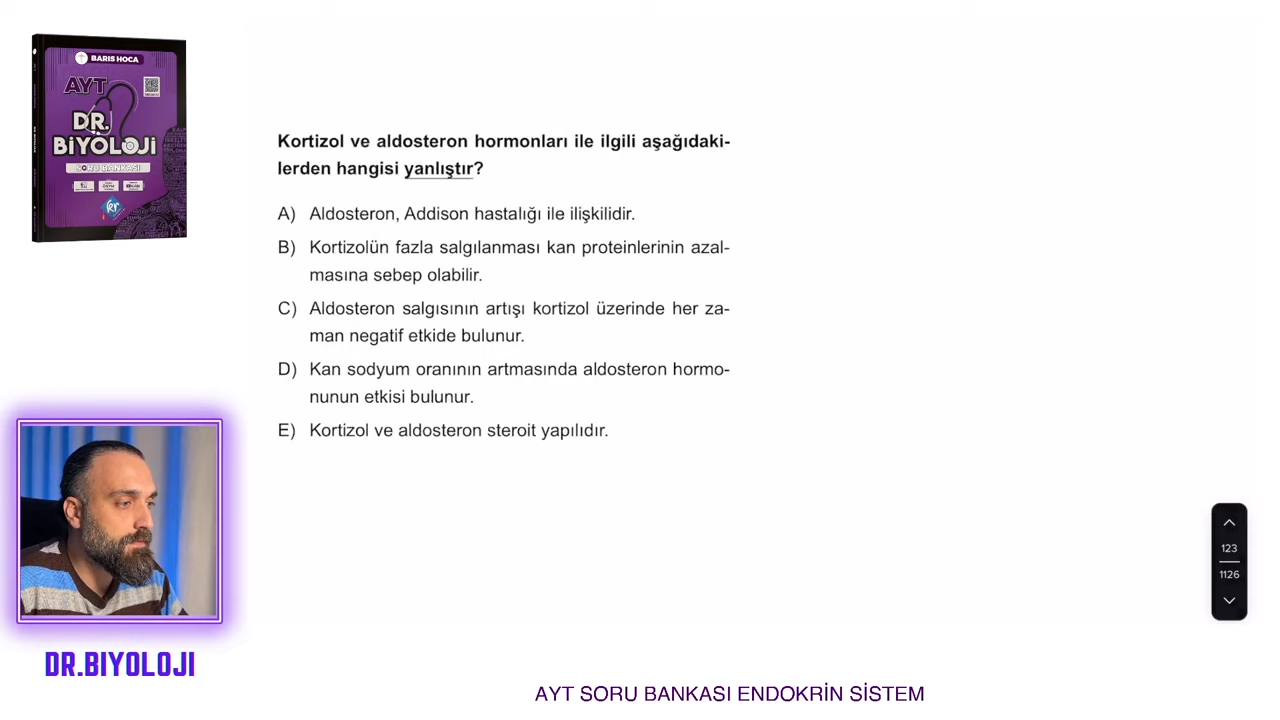 BARIS HOCA
AYT
DR.
BİYOLOJİ
SORU BANKASI
Kortizol ve aldosteron hormonları ile ilgili aşağıdaki-
lerden hangisi yanlıştır?
A) Aldosteron, Addison hastalığı ile ilişkilidir.
B) Kortizolün fazla salgılanması kan proteinlerinin azal-
masına sebep olabilir.
C) Aldosteron salgısının artışı kortizol üzerinde her za-
man negatif etkide bulunur.
D) Kan sodyum oranının artmasında aldosteron hormo-
nunun etkisi bulunur.
E) Kortizol ve aldosteron steroit yapılıdır.
123
1126
DR.BIYOLOJI
AYT SORU BANKASI ENDOKRİN SİSTEM